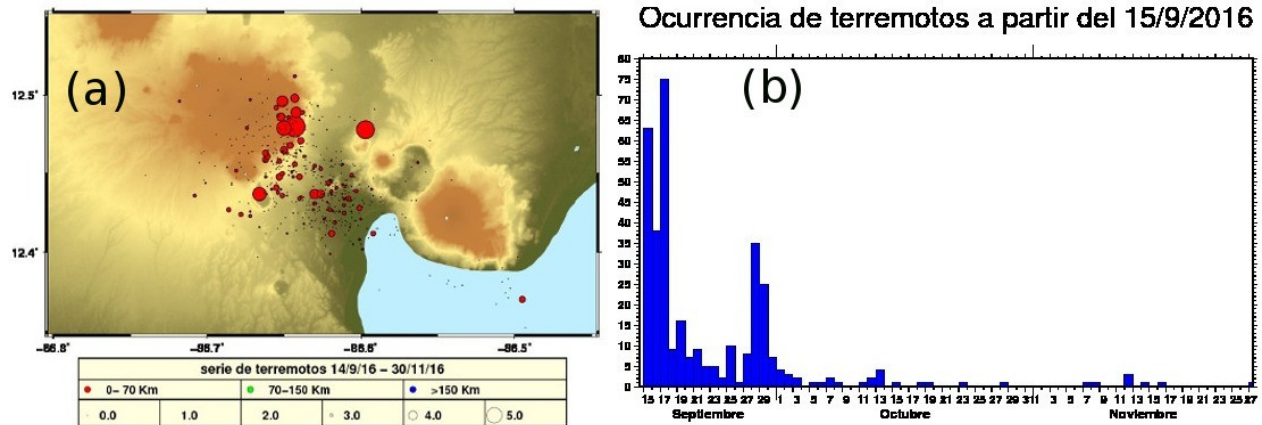 Ocurrencia de terremotos a partir del 15/9/2016
(a)
12.5°
12.4°
−86.8°
−86.7°
−86.6°
−86.5°
serie de terremotos 14/9/16 – 30/11/16
0– 70 Km
70–150 Km
>150 Km
0.0 1.0 2.0 3.0 4.0 5.0
(b)
80
75
70
65
60
55
50
45
40
35
30
25
20
15
10
5
0
15 17 19 21 23 25 27 29 1 3 5 7 9 11 13 15 17 19 21 23 25 27 29 31 1 3 5 7 9 11 13 15 17 19 21 23 25 27
Septiembre Octubre Noviembre